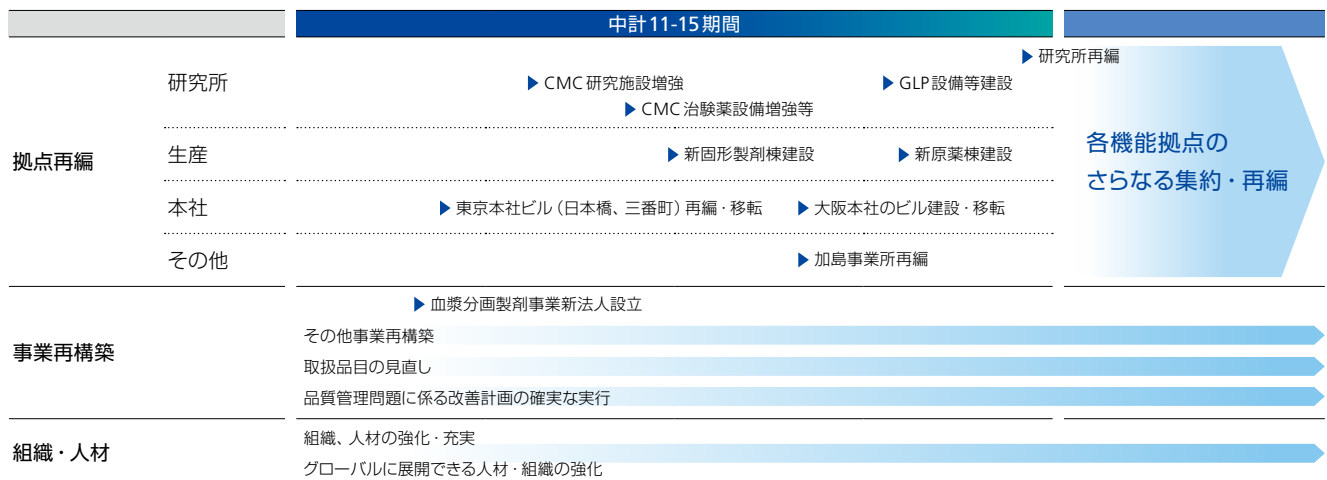 中計11-15期間
▶研究所再編
研究所
▶CMC研究施設増強
▶GLP設備等建設
▶CMC治験薬設備増強等
拠点再編
生産
▶新固形製剤棟建設
▶新原薬棟建設
本社
▶東京本社ビル(日本橋、三番町)再編・移転
▶大阪本社のビル建設・移転
その他
▶加島事業所再編
各機能拠点の
さらなる集約・再編
事業再構築
▶血漿分画製剤事業新法人設立
その他事業再構築
取扱品目の見直し
品質管理問題に係る改善計画の確実な実行
組織・人材
組織、人材の強化・充実
グローバルに展開できる人材・組織の強化